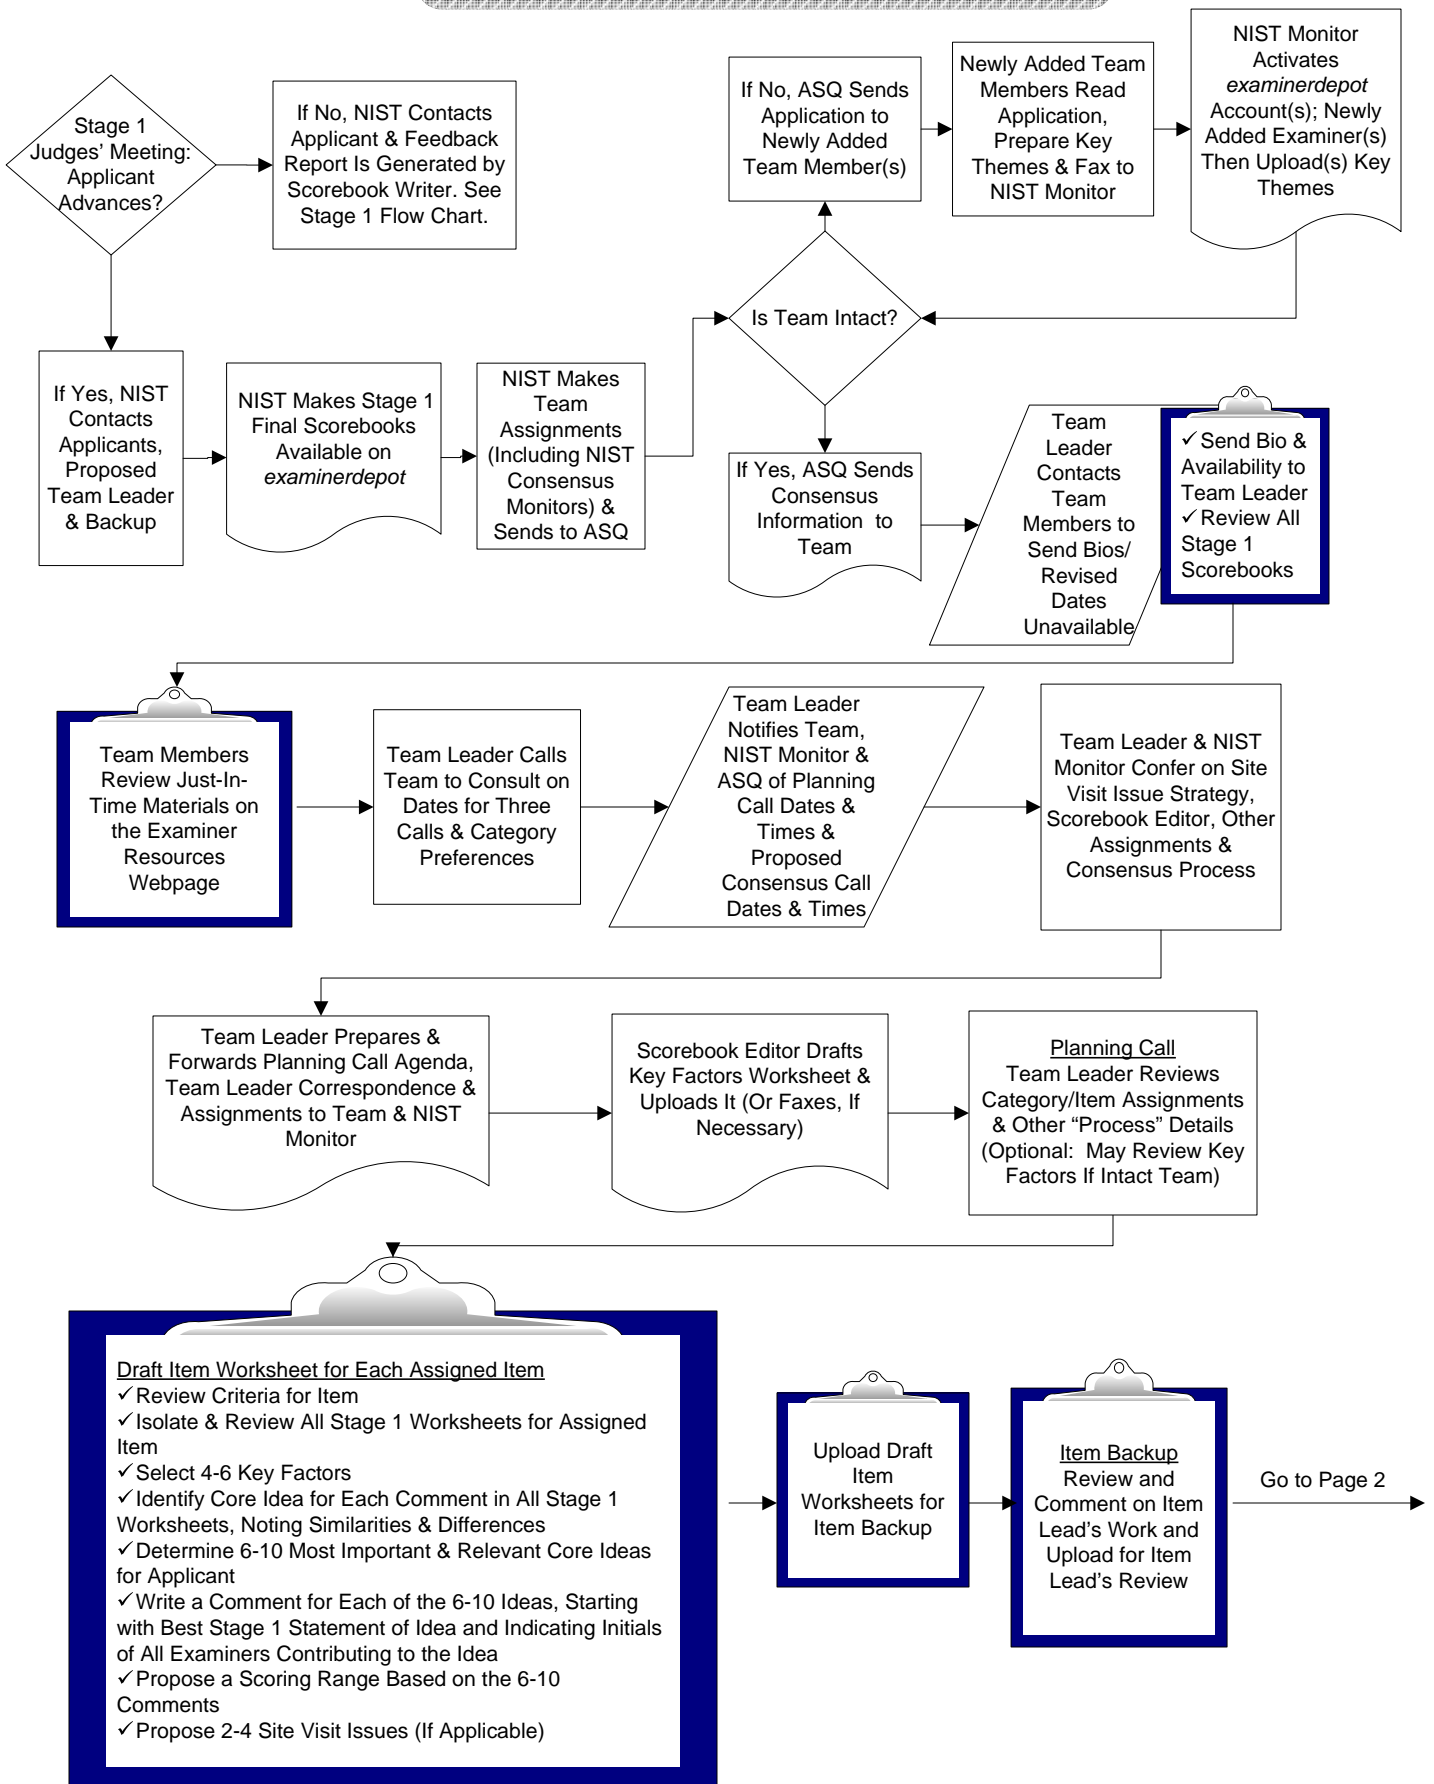 Stage 1
Judges’ Meeting:
Applicant
Advances?
If No, NIST Contacts
Applicant & Feedback
Report Is Generated by
Scorebook Writer. See
Stage 1 Flow Chart.
If No, ASQ Sends
Application to
Newly Added
Team Member(s)
Newly Added Team
Members Read
Application,
Prepare Key
Themes & Fax to
NIST Monitor
NIST Monitor
Activates
examinerdepot
Account(s); Newly
Added Examiner(s)
Then Upload(s) Key
Themes
Is Team Intact?
If Yes, NIST
Contacts
Applicants,
Proposed
Team Leader
& Backup
NIST Makes Stage 1
Final Scorebooks
Available on
examinerdepot
NIST Makes
Team
Assignments
(Including NIST
Consensus
Monitors) &
Sends to ASQ
If Yes, ASQ Sends
Consensus
Information to
Team
Team
Leader
Contacts
Team
Members to
Send Bios/
Revised
Dates
Unavailable
✓Send Bio &
Availability to
Team Leader
✓Review All
Stage 1
Scorebooks
Team Members
Review Just-In-
Time Materials on
the Examiner
Resources
Webpage
Team Leader Calls
Team to Consult on
Dates for Three
Calls & Category
Preferences
Team Leader
Notifies Team,
NIST Monitor &
ASQ of Planning
Call Dates &
Times &
Proposed
Consensus Call
Dates & Times
Team Leader & NIST
Monitor Confer on Site
Visit Issue Strategy,
Scorebook Editor, Other
Assignments &
Consensus Process
Team Leader Prepares &
Forwards Planning Call Agenda,
Team Leader Correspondence &
Assignments to Team & NIST
Monitor
Scorebook Editor Drafts
Key Factors Worksheet &
Uploads It (Or Faxes, If
Necessary)
Planning Call
Team Leader Reviews
Category/Item Assignments
& Other “Process” Details
(Optional: May Review Key
Factors If Intact Team)
Draft Item Worksheet for Each Assigned Item
✓Review Criteria for Item
✓Isolate & Review All Stage 1 Worksheets for Assigned
Item
✓Select 4-6 Key Factors
✓Identify Core Idea for Each Comment in All Stage 1
Worksheets, Noting Similarities & Differences
✓Determine 6-10 Most Important & Relevant Core Ideas
for Applicant
✓Write a Comment for Each of the 6-10 Ideas, Starting
with Best Stage 1 Statement of Idea and Indicating Initials
of All Examiners Contributing to the Idea
✓Propose a Scoring Range Based on the 6-10
Comments
✓Propose 2-4 Site Visit Issues (If Applicable)
Upload Draft
Item
Worksheets for
Item Backup
Item Backup
Review and
Comment on Item
Lead’s Work and
Upload for Item
Lead’s Review
Go to Page 2